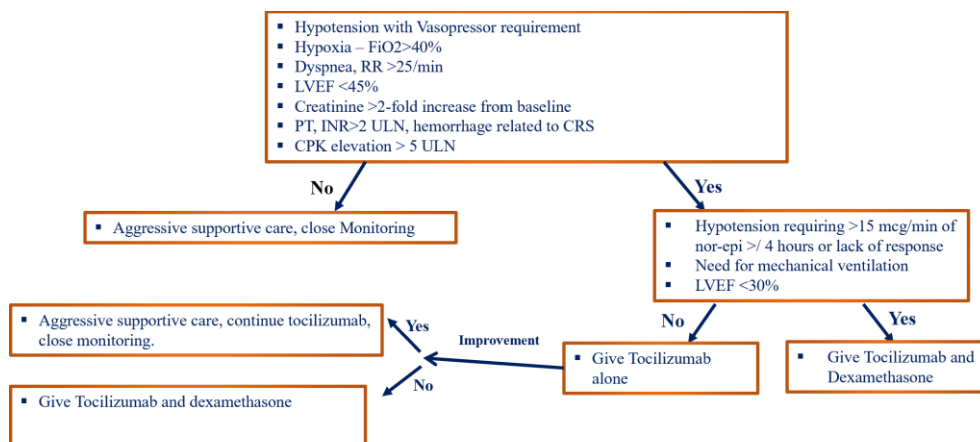 ▪ Hypotension with Vasopressor requirement
▪ Hypoxia – FiO2>40%
▪ Dyspnea, RR >25/min
▪ LVEF <45%
▪ Creatinine >2-fold increase from baseline
▪ PT, INR>2 ULN, hemorrhage related to CRS
▪ CPK elevation > 5 ULN
No
Yes
▪ Aggressive supportive care, close Monitoring
▪ Hypotension requiring >15 mcg/min of
nor-epi >/ 4 hours or lack of response
▪ Need for mechanical ventilation
▪ LVEF <30%
No
Yes
▪ Aggressive supportive care, continue tocilizumab,
close monitoring.
Yes
Improvement
▪ Give Tocilizumab
alone
▪ Give Tocilizumab and
Dexamethasone
No
▪ Give Tocilizumab and dexamethasone